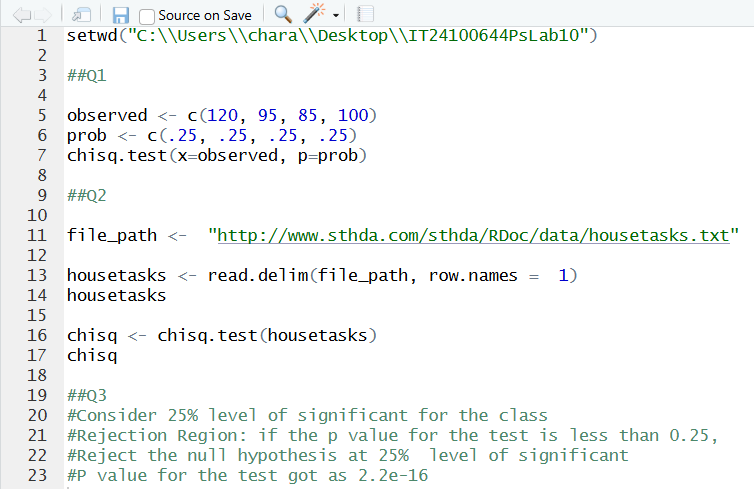 Source on Save
1 setwd("C:\\Users\\chara\\Desktop\\IT24100644PsLab10")
2
3 ##Q1
4
5 observed <- c(120, 95, 85, 100)
6 prob <- c(.25, .25, .25, .25)
7 chisq.test(x=observed, p=prob)
8
9 ##Q2
10
11 file_path <-  "http://www.sthda.com/sthda/RDoc/data/housetasks.txt"
12
13 housetasks <- read.delim(file_path, row.names =  1)
14 housetasks
15
16 chisq <- chisq.test(housetasks)
17 chisq
18
19 ##Q3
20 #Consider 25% level of significant for the class
21 #Rejection Region: if the p value for the test is less than 0.25,
22 #Reject the null hypothesis at 25%  level of significant
23 #P value for the test got as 2.2e-16